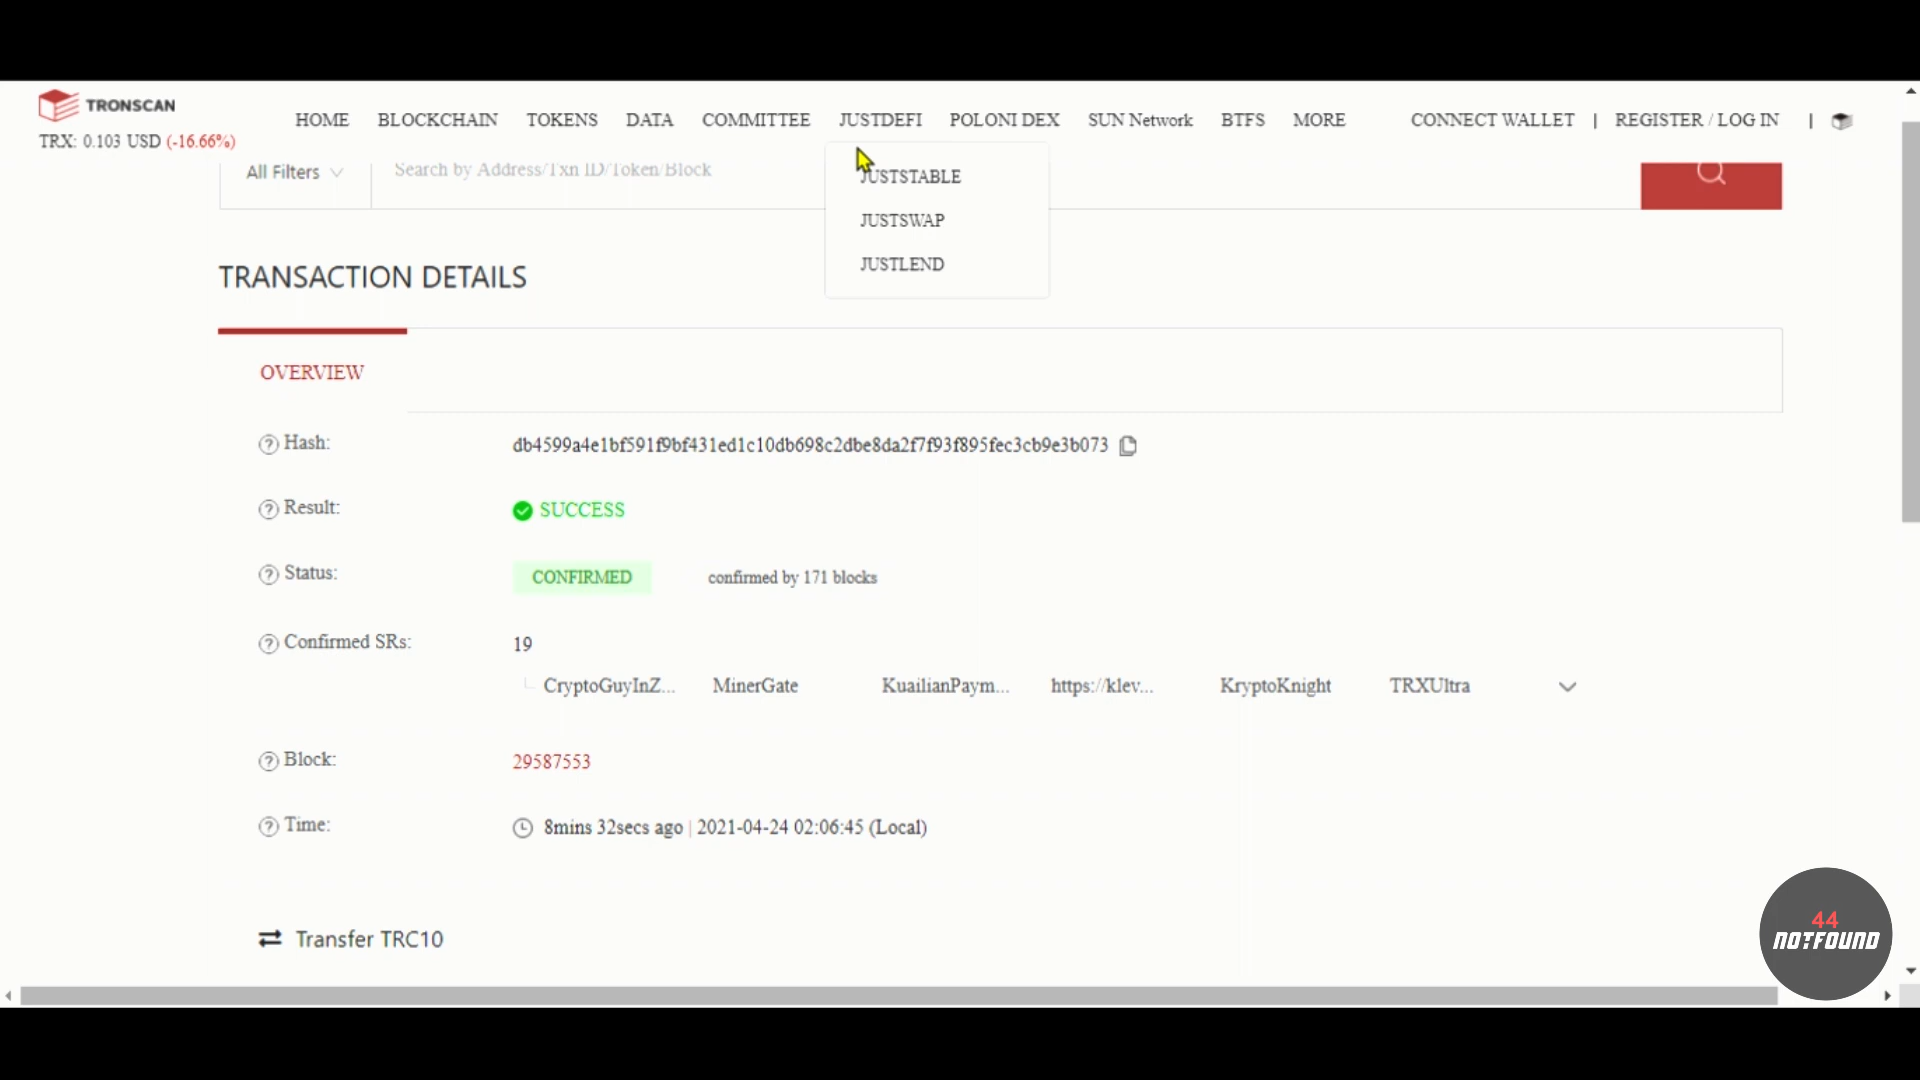 TRONSCAN
TRX: 0.103 USD (-16.66%)
HOME BLOCKCHAIN TOKENS DATA COMMITTEE JUSTDEFI POLONI DEX SUN Network BTFS MORE CONNECT WALLET | REGISTER / LOG IN |
All Filters Search by Address/Txn ID/Token/Block
JUSTSTABLE
JUSTSWAP
JUSTLEND
TRANSACTION DETAILS
OVERVIEW
Hash: db4599a4e1bf591f9bf431ed1c10db698c2dbe8da2f7f93f895fec3cb9e3b073
Result: SUCCESS
Status: CONFIRMED confirmed by 171 blocks
Confirmed SRs: 19
CryptoGuyInZ... MinerGate KuailianPaym... https://klev... KryptoKnight TRXUltra
Block: 29587553
Time: 8mins 32secs ago | 2021-04-24 02:06:45 (Local)
Transfer TRC10
44
NOTFOUND